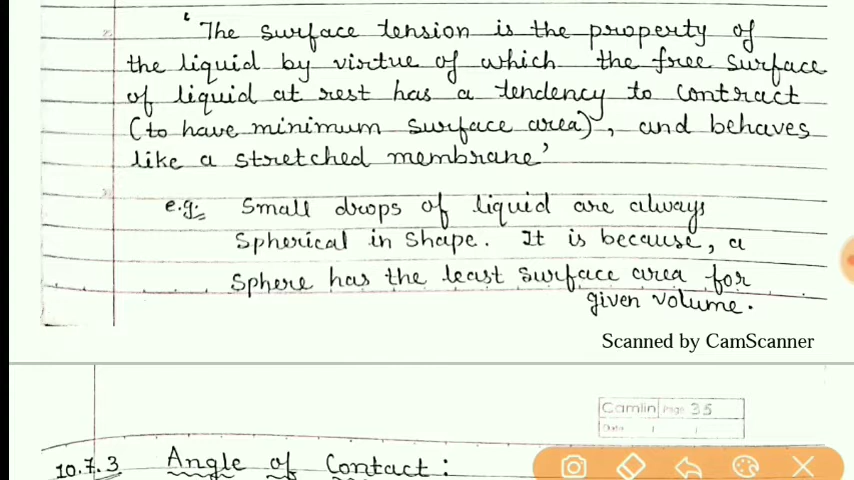 ‘The surface tension is the property of
the liquid by virtue of which the free surface
of liquid at rest has a tendency to contract
(to have minimum surface area), and behaves
like a stretched membrane’
e.g: Small drops of liquid are always
spherical in shape. It is because, a
sphere has the least surface area for
given volume.
Scanned by CamScanner
Camlin Page 35
Date / /
10.7.3 Angle of Contact: